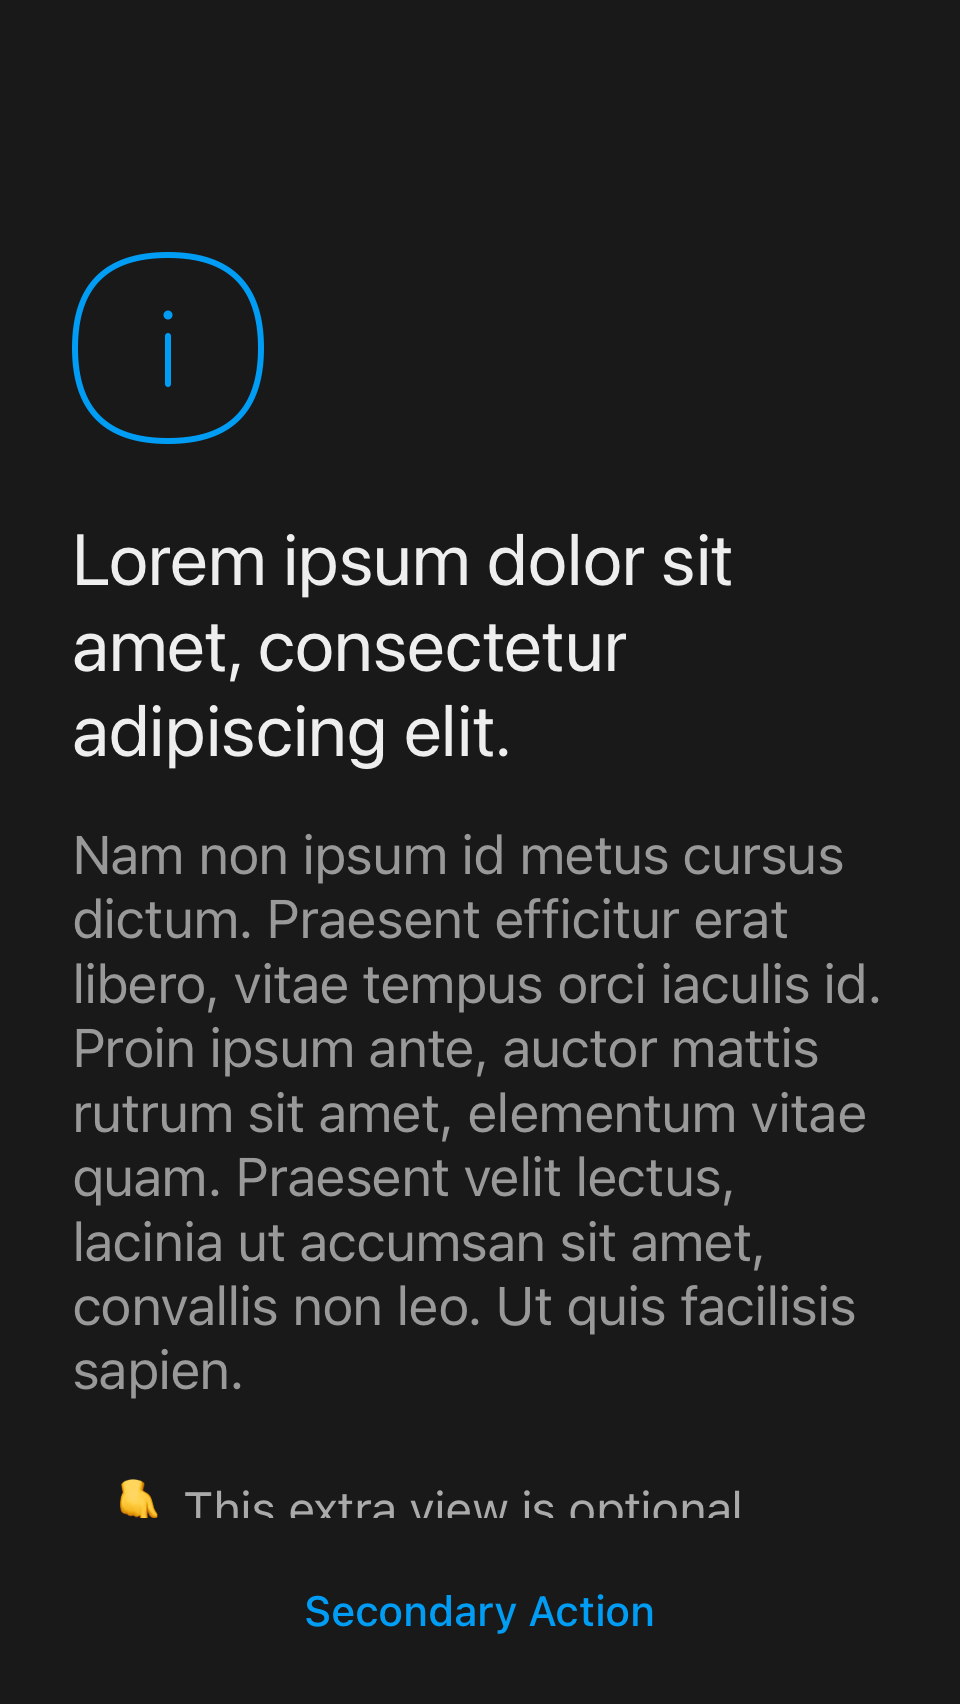 Lorem ipsum dolor sit
amet, consectetur
adipiscing elit.
Nam non ipsum id metus cursus
dictum. Praesent efficitur erat
libero, vitae tempus orci iaculis id.
Proin ipsum ante, auctor mattis
rutrum sit amet, elementum vitae
quam. Praesent velit lectus,
lacinia ut accumsan sit amet,
convallis non leo. Ut quis facilisis
sapien.
👇 This extra view is optional
Secondary Action